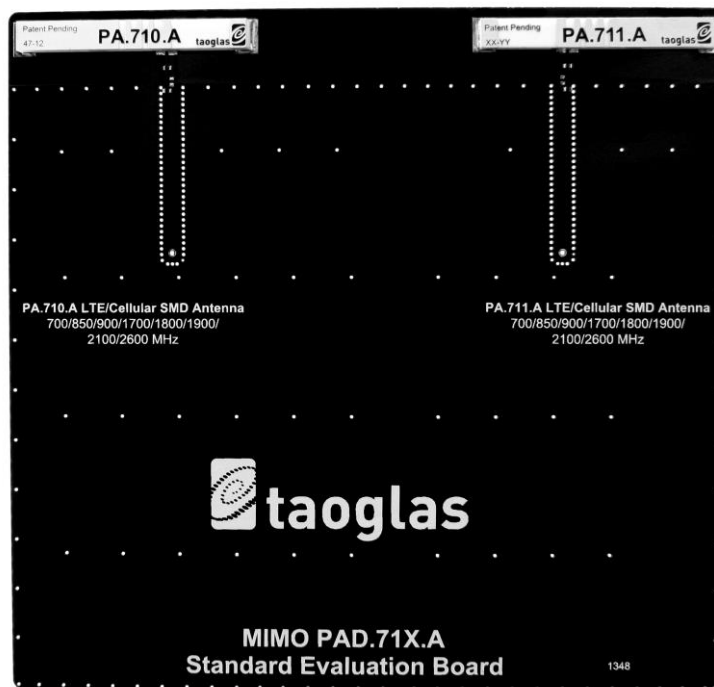 Patent Pending
47-12
PA.710.A
taoglas
Patent Pending
XX-YY
PA.711.A
taoglas
PA.710.A LTE/Cellular SMD Antenna
700/850/900/1700/1800/1900/
2100/2600 MHz
PA.711.A LTE/Cellular SMD Antenna
700/850/900/1700/1800/1900/
2100/2600 MHz
taoglas
MIMO PAD.71X.A
Standard Evaluation Board
1348